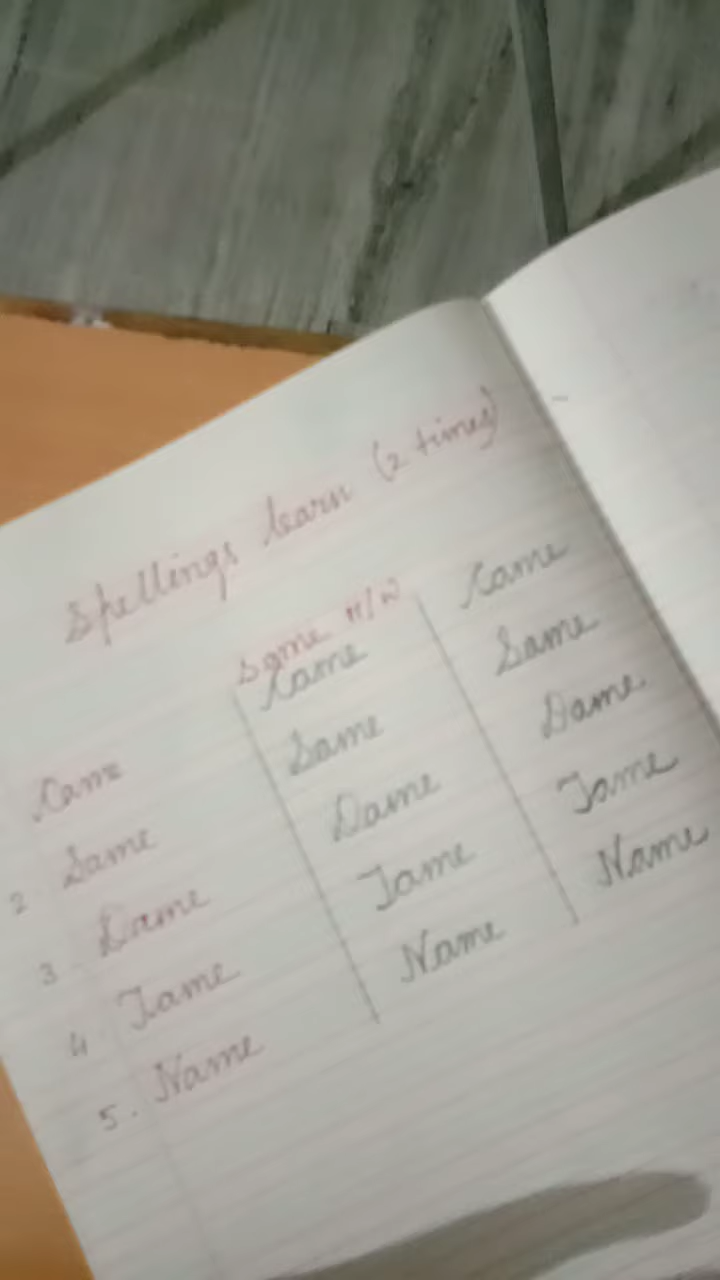 Spellings learn (2 times)
Same H/W
Came Came Came
2 Same Same Same
3 Dame Dame Dame
4 Tame Tame Tame
5. Name Name Name